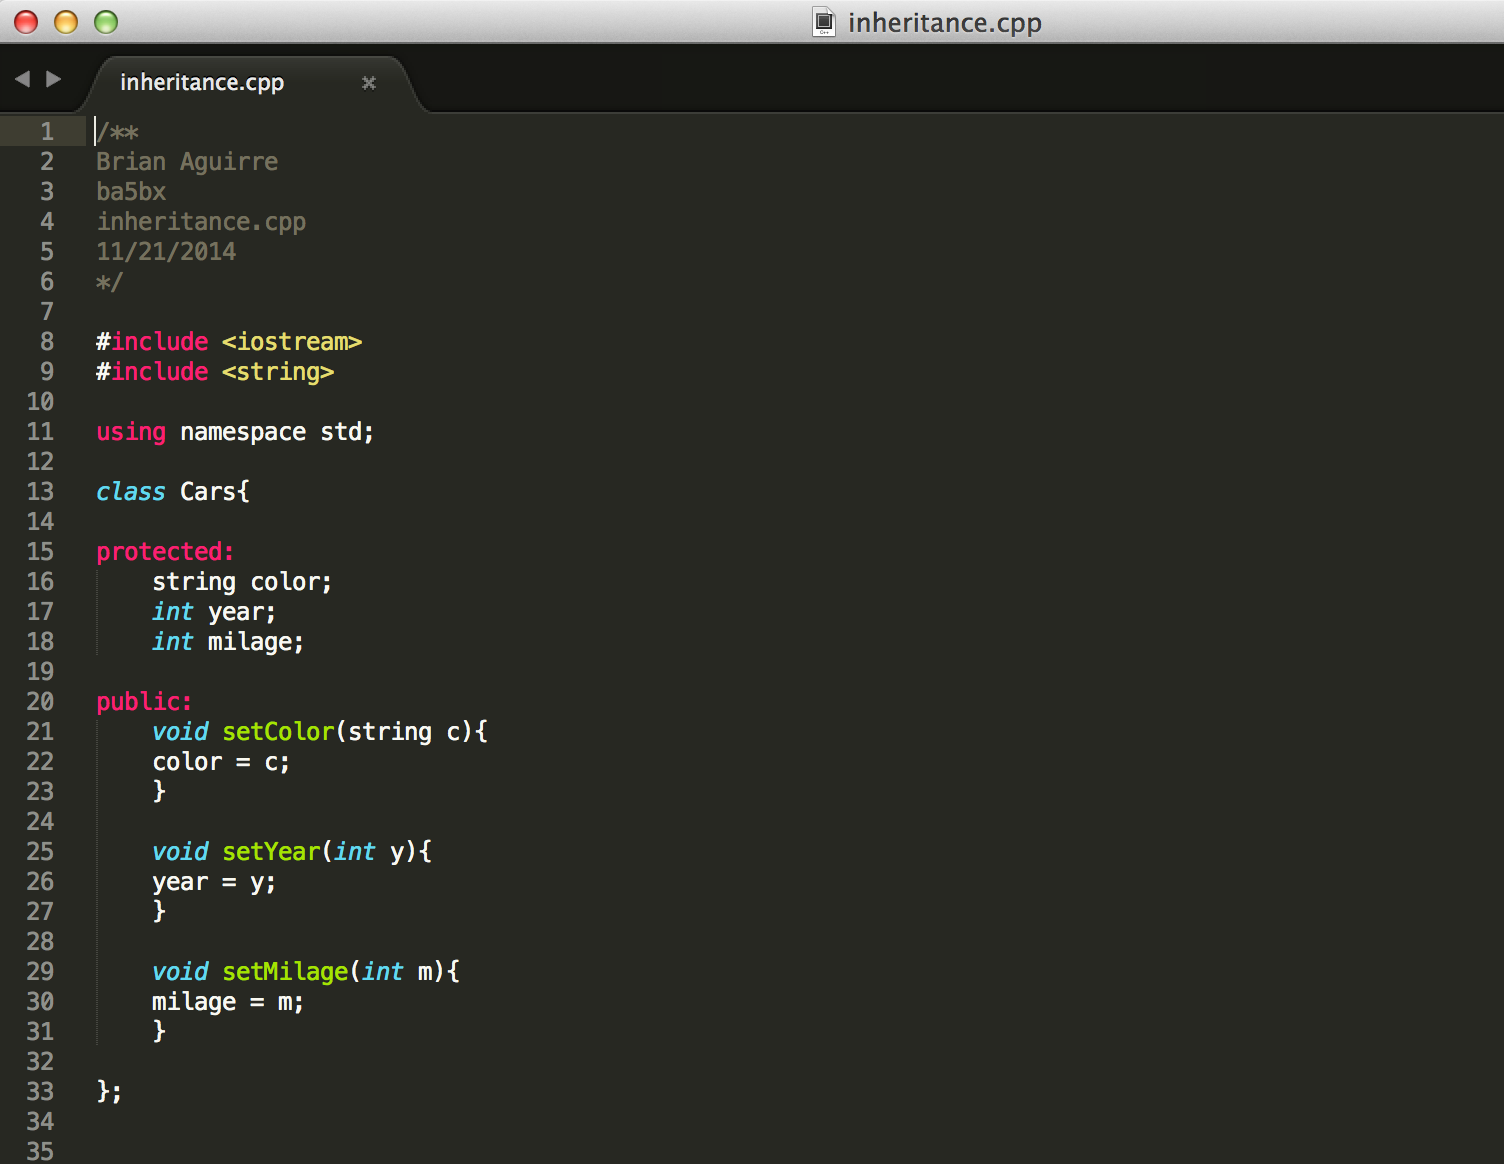 inheritance.cpp
inheritance.cpp
1 /**
2 Brian Aguirre
3 ba5bx
4 inheritance.cpp
5 11/21/2014
6 */
7
8 #include <iostream>
9 #include <string>
10
11 using namespace std;
12
13 class Cars{
14
15 protected:
16     string color;
17     int year;
18     int milage;
19
20 public:
21     void setColor(string c){
22     color = c;
23     }
24
25     void setYear(int y){
26     year = y;
27     }
28
29     void setMilage(int m){
30     milage = m;
31     }
32
33 };
34
35